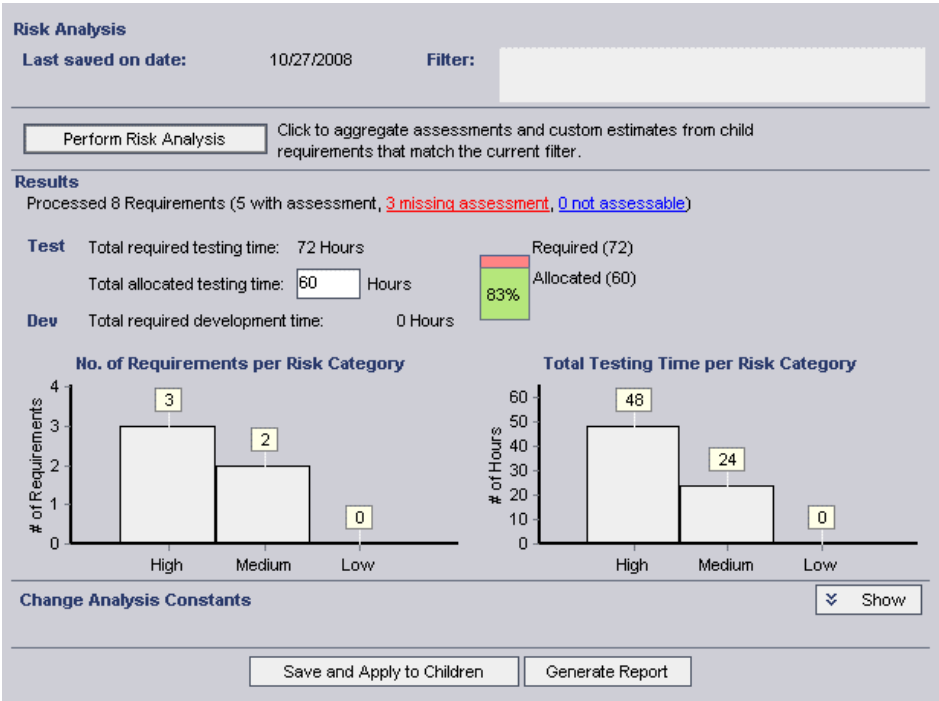 Risk Analysis
Last saved on date: 10/27/2008 Filter:
Perform Risk Analysis
Click to aggregate assessments and custom estimates from child
requirements that match the current filter.
Results
Processed 8 Requirements (5 with assessment, 3 missing assessment, 0 not assessable)
Test Total required testing time: 72 Hours
Required (72)
Total allocated testing time: 60 Hours
Allocated (60)
83%
Dev Total required development time: 0 Hours
No. of Requirements per Risk Category
# of Requirements
4
3
2
1
0
3
2
0
High Medium Low
Total Testing Time per Risk Category
# of Hours
60
50
40
30
20
10
0
48
24
0
High Medium Low
Change Analysis Constants
Show
Save and Apply to Children
Generate Report